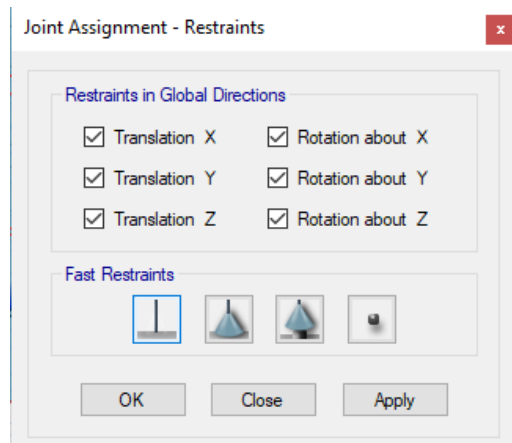 Joint Assignment - Restraints
x
Restraints in Global Directions
Translation X
Rotation about X
Translation Y
Rotation about Y
Translation Z
Rotation about Z
Fast Restraints
OK
Close
Apply